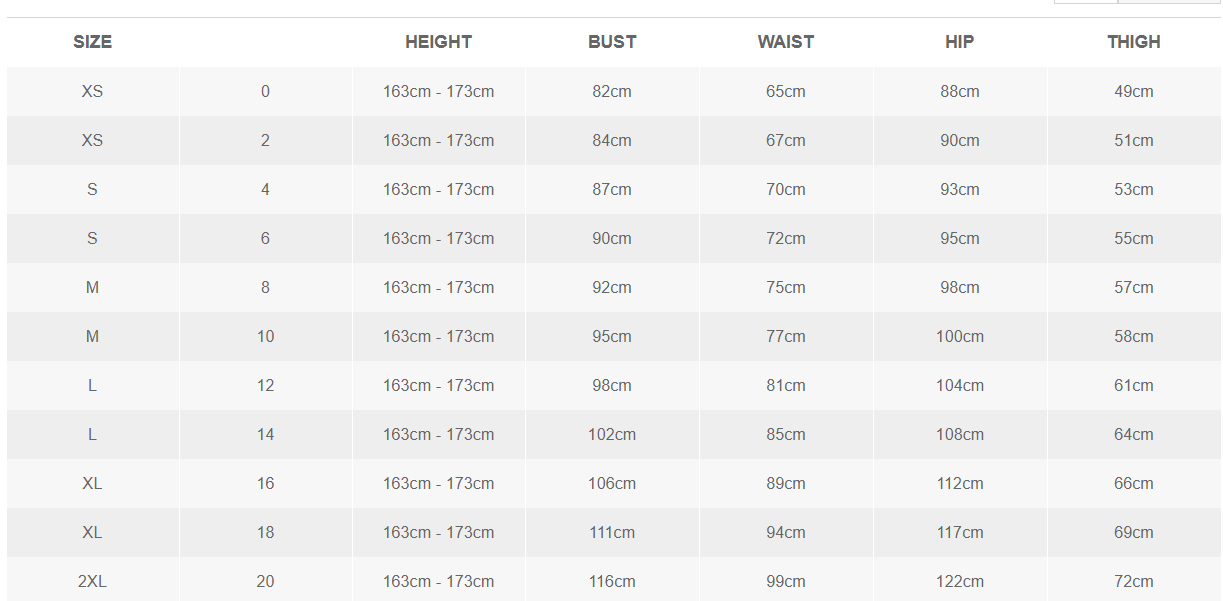 SIZE HEIGHT BUST WAIST HIP THIGH
XS 0 163cm - 173cm 82cm 65cm 88cm 49cm
XS 2 163cm - 173cm 84cm 67cm 90cm 51cm
S 4 163cm - 173cm 87cm 70cm 93cm 53cm
S 6 163cm - 173cm 90cm 72cm 95cm 55cm
M 8 163cm - 173cm 92cm 75cm 98cm 57cm
M 10 163cm - 173cm 95cm 77cm 100cm 58cm
L 12 163cm - 173cm 98cm 81cm 104cm 61cm
L 14 163cm - 173cm 102cm 85cm 108cm 64cm
XL 16 163cm - 173cm 106cm 89cm 112cm 66cm
XL 18 163cm - 173cm 111cm 94cm 117cm 69cm
2XL 20 163cm - 173cm 116cm 99cm 122cm 72cm